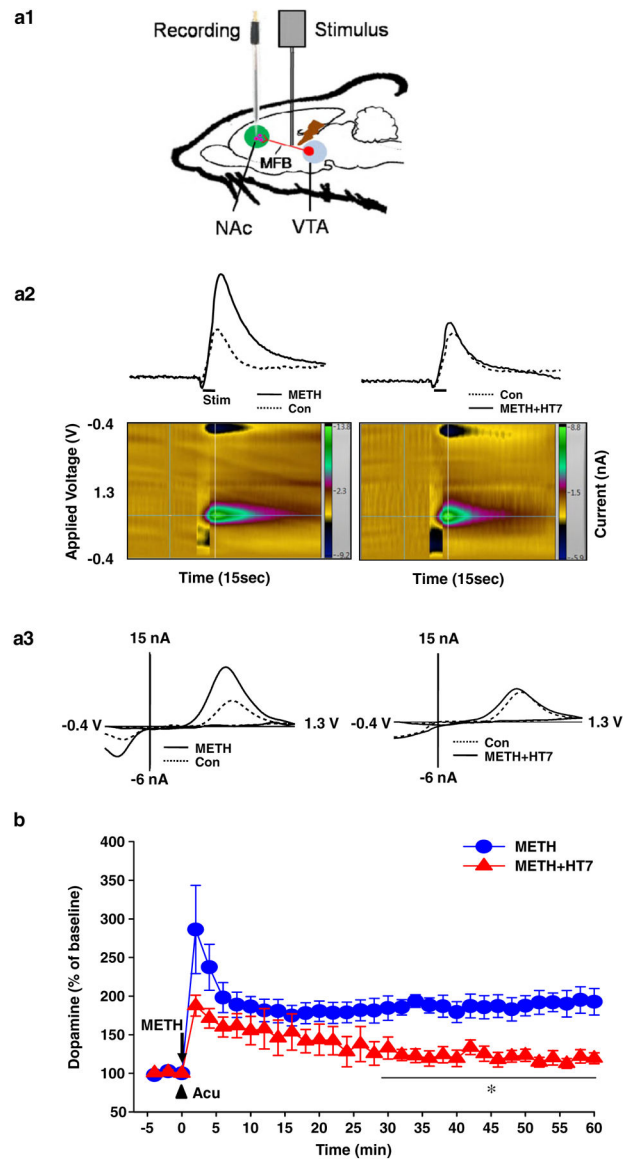 a1
Recording
Stimulus
MFB
NAc
VTA
a2
Stim
METH
Con
Con
METH+HT7
Applied Voltage (V)
-0.4
1.3
-0.4
13.8
-2.3
-9.2
8.8
-1.5
-5.9
Current (nA)
Time (15sec)
Time (15sec)
a3
15 nA
-0.4 V
1.3 V
METH
Con
-6 nA
15 nA
-0.4 V
1.3 V
Con
METH+HT7
-6 nA
b
METH
METH+HT7
Dopamine (% of baseline)
400
350
300
250
200
150
100
50
METH
Acu
*
-5 0 5 10 15 20 25 30 35 40 45 50 55 60
Time (min)